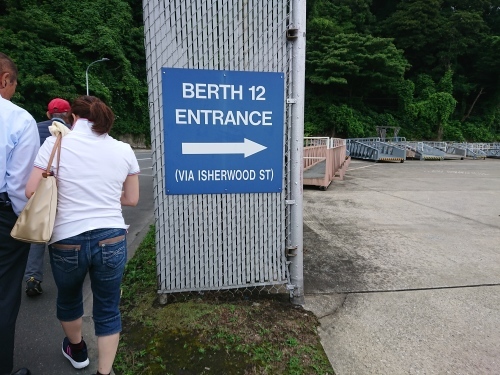 BERTH 12
ENTRANCE
(VIA ISHERWOOD ST)